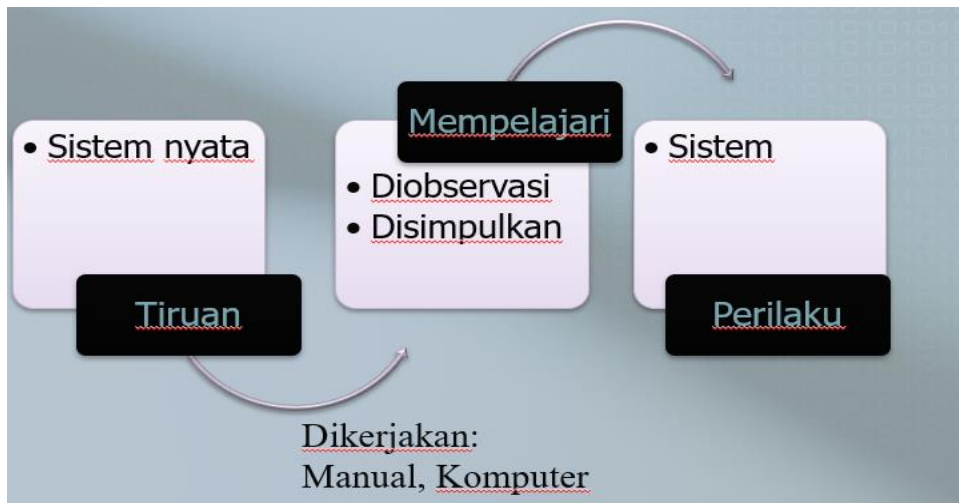 • Sistem nyata
Tiruan
Mempelajari
• Diobservasi
• Disimpulkan
• Sistem
Perilaku
Dikerjakan:
Manual, Komputer